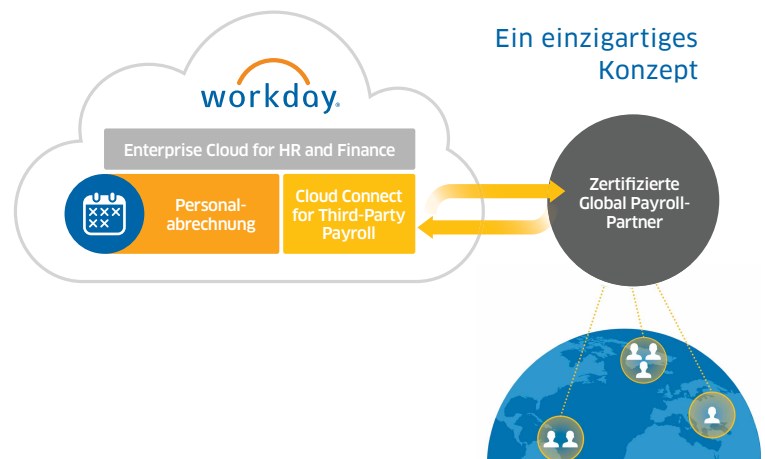 Ein einzigartiges
Konzept
workday.
Enterprise Cloud for HR and Finance
Personal-
abrechnung
Cloud Connect
for Third-Party
Payroll
Zertifizierte
Global Payroll-
Partner